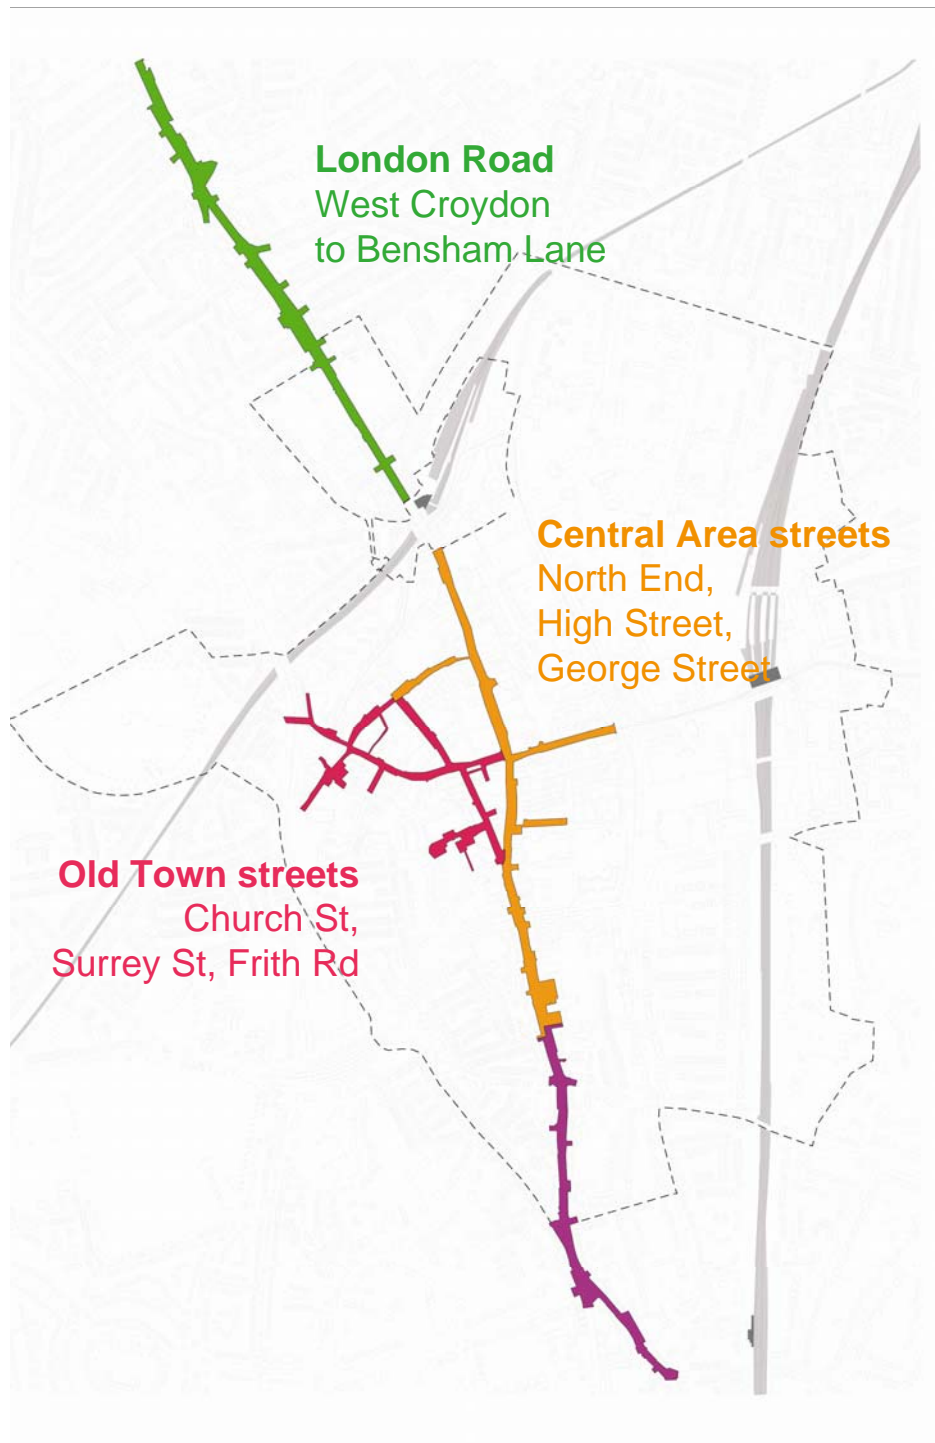 London Road
West Croydon
to Bensham Lane
Central Area streets
North End,
High Street,
George Street
Old Town streets
Church St,
Surrey St, Frith Rd